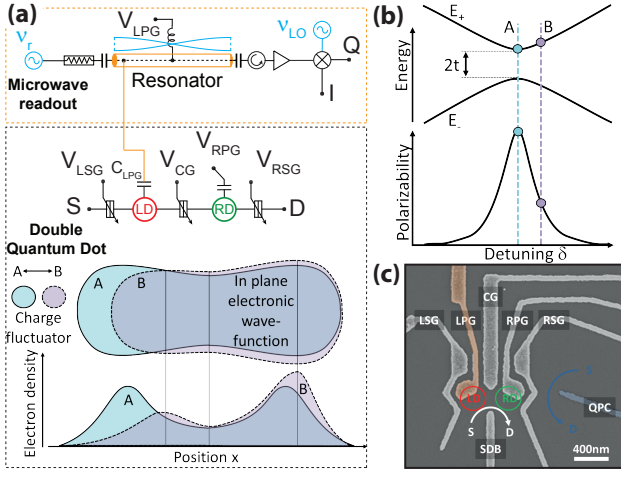 (a)
ν_r
V_LPG
ν_LO
Q
I
Resonator
Microwave
readout
V_LSG
C_LPG
V_CG
V_RPG
V_RSG
S
LD
RD
D
Double
Quantum Dot
A B
Charge
fluctuator
A
B
In plane
electronic
wave-
function
Electron density
A
B
Position x
(b)
E_+
A
B
Energy
2t
E_-
Polarizability
Detuning δ
(c)
CG
LSG
LPG
RPG
RSG
LD
RD
S
D
S
D
QPC
SDB
400nm